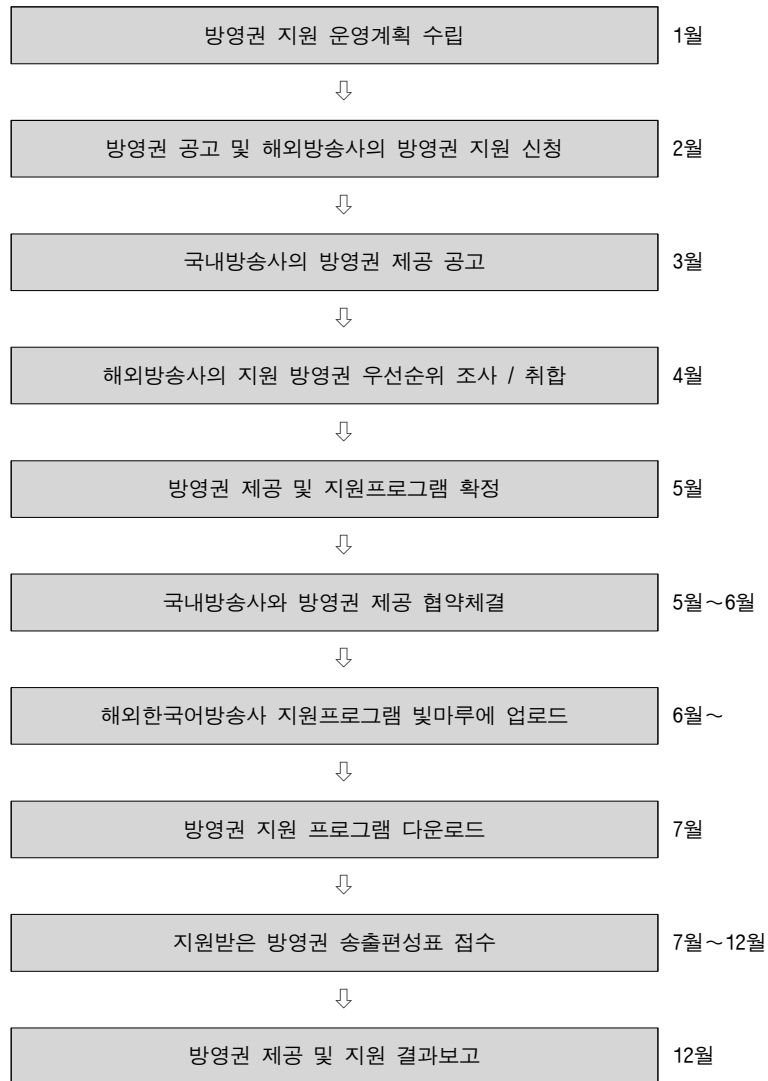 방영권 지원 운영계획 수립 1월
⇩
방영권 공고 및 해외방송사의 방영권 지원 신청 2월
⇩
국내방송사의 방영권 제공 공고 3월
⇩
해외방송사의 지원 방영권 우선순위 조사 / 취합 4월
⇩
방영권 제공 및 지원프로그램 확정 5월
⇩
국내방송사와 방영권 제공 협약체결 5월～6월
⇩
해외한국어방송사 지원프로그램 빛마루에 업로드 6월～
⇩
방영권 지원 프로그램 다운로드 7월
⇩
지원받은 방영권 송출편성표 접수 7월～12월
⇩
방영권 제공 및 지원 결과보고 12월